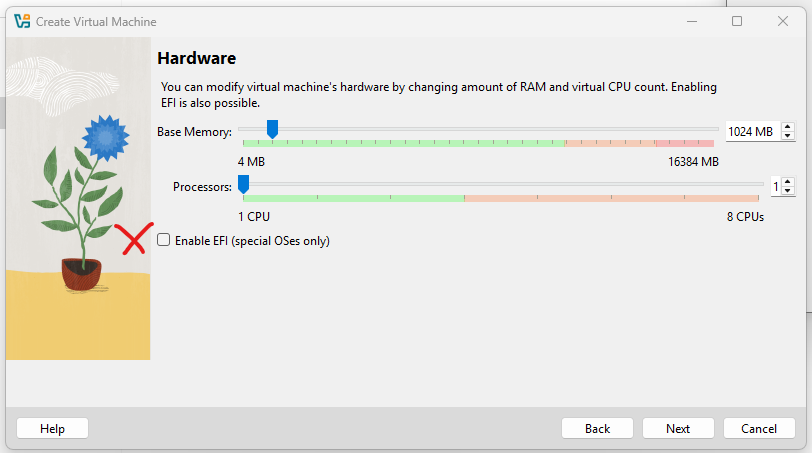 Create Virtual Machine
Hardware
You can modify virtual machine's hardware by changing amount of RAM and virtual CPU count. Enabling
EFI is also possible.
Base Memory:
1024 MB
4 MB
16384 MB
Processors:
1
1 CPU
8 CPUs
Enable EFI (special OSes only)
Help
Back
Next
Cancel